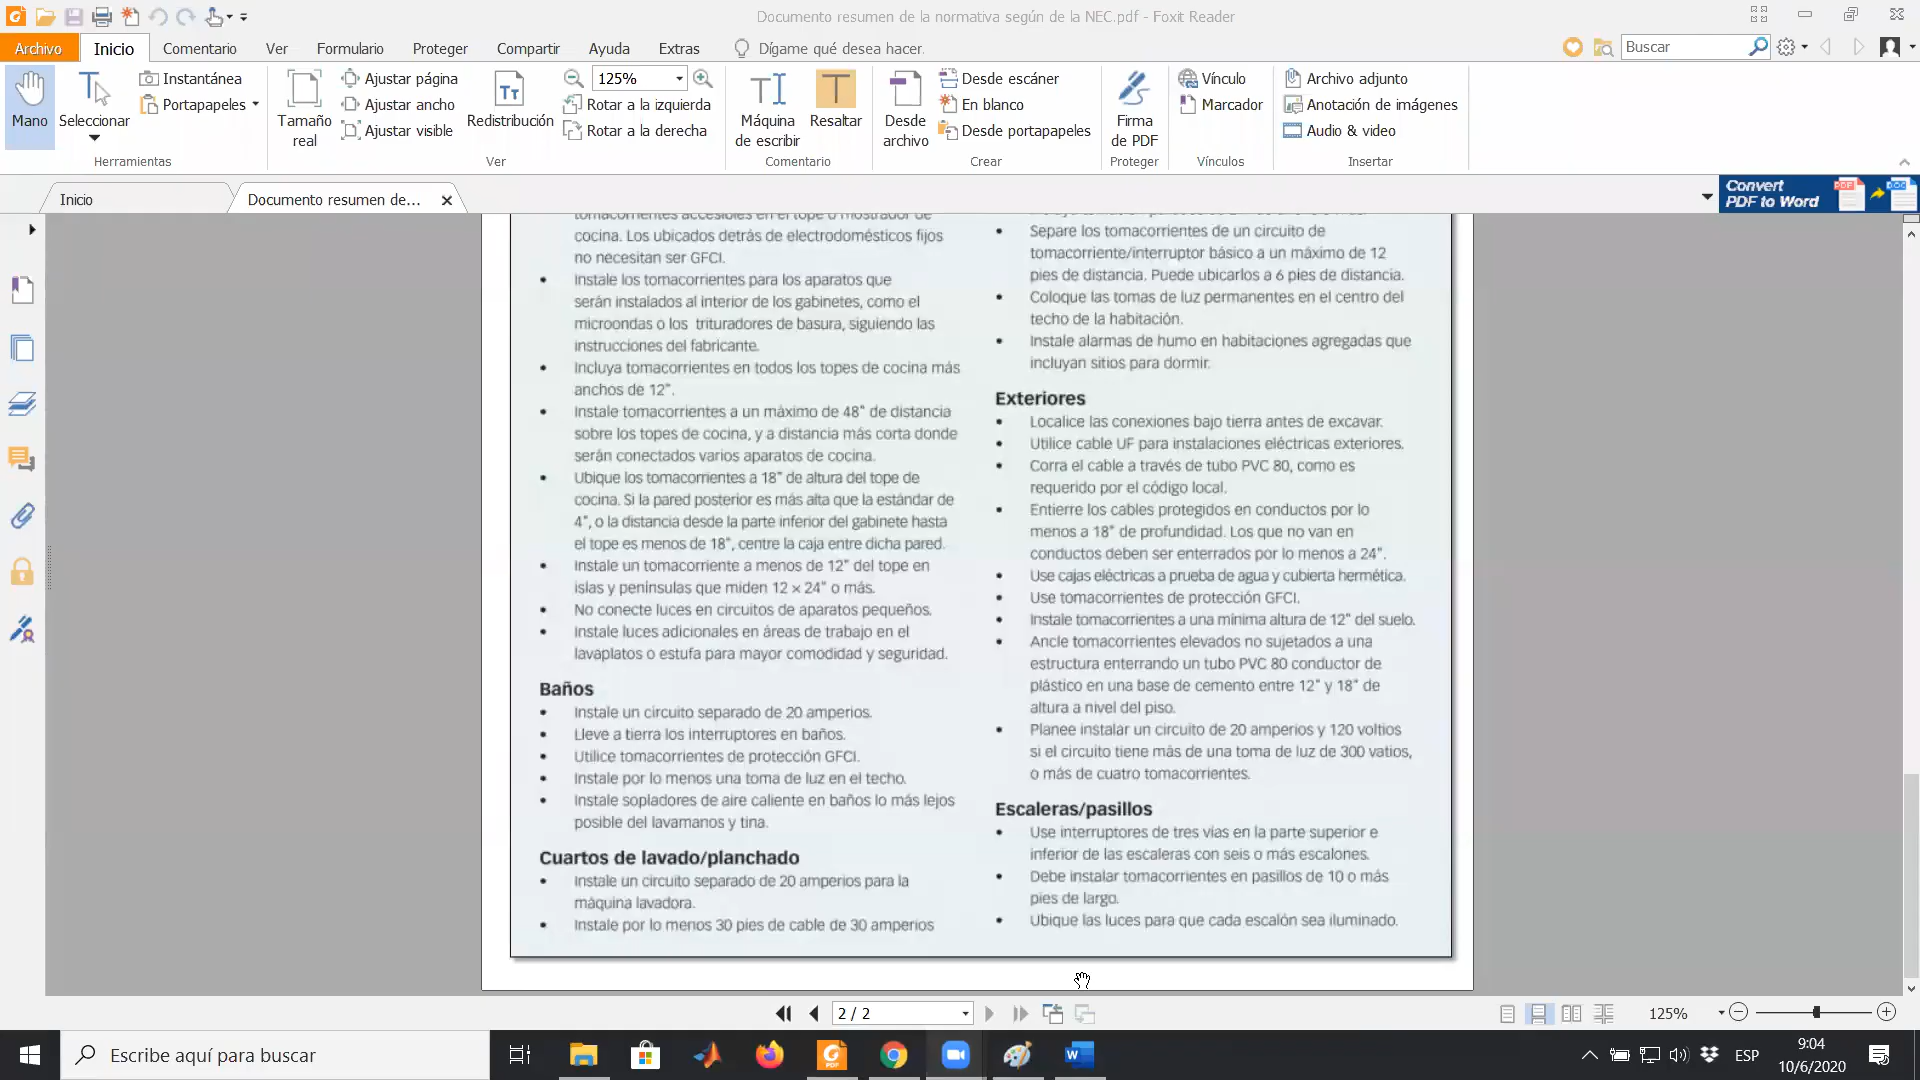 Documento resumen de la normativa según de la NEC.pdf - Foxit Reader
Archivo
Inicio
Comentario
Ver
Formulario
Proteger
Compartir
Ayuda
Extras
Dígame qué desea hacer.
Buscar
Mano
Seleccionar
Instantánea
Portapapeles
Herramientas
Tamaño
real
Ajustar página
Ajustar ancho
Ajustar visible
Redistribución
125%
Rotar a la izquierda
Rotar a la derecha
Ver
Máquina
de escribir
Resaltar
Comentario
Desde
archivo
Desde escáner
En blanco
Desde portapapeles
Crear
Firma
de PDF
Proteger
Vínculo
Marcador
Vínculos
Archivo adjunto
Anotación de imágenes
Audio & video
Insertar
Inicio
Documento resumen de...
Convert
PDF to Word
tomacorrientes accesibles en el tope o mostrador de
cocina. Los ubicados detrás de electrodomésticos fijos
no necesitan ser GFCI.
• Instale los tomacorrientes para los aparatos que
serán instalados al interior de los gabinetes, como el
microondas o los trituradores de basura, siguiendo las
instrucciones del fabricante.
• Incluya tomacorrientes en todos los topes de cocina más
anchos de 12".
• Instale tomacorrientes a un máximo de 48" de distancia
sobre los topes de cocina, y a distancia más corta donde
serán conectados varios aparatos de cocina.
• Ubique los tomacorrientes a 18" de altura del tope de
cocina. Si la pared posterior es más alta que la estándar de
4", o la distancia desde la parte inferior del gabinete hasta
el tope es menos de 18", centre la caja entre dicha pared.
• Instale un tomacorriente a menos de 12" del tope en
islas y penínsulas que miden 12 × 24" o más.
• No conecte luces en circuitos de aparatos pequeños.
• Instale luces adicionales en áreas de trabajo en el
lavaplatos o estufa para mayor comodidad y seguridad.
Baños
• Instale un circuito separado de 20 amperios.
• Lleve a tierra los interruptores en baños.
• Utilice tomacorrientes de protección GFCI.
• Instale por lo menos una toma de luz en el techo.
• Instale sopladores de aire caliente en baños lo más lejos
posible del lavamanos y tina.
Cuartos de lavado/planchado
• Instale un circuito separado de 20 amperios para la
máquina lavadora.
• Instale por lo menos 30 pies de cable de 30 amperios
• Separe los tomacorrientes de un circuito de
tomacorriente/interruptor básico a un máximo de 12
pies de distancia. Puede ubicarlos a 6 pies de distancia.
• Coloque las tomas de luz permanentes en el centro del
techo de la habitación.
• Instale alarmas de humo en habitaciones agregadas que
incluyan sitios para dormir.
Exteriores
• Localice las conexiones bajo tierra antes de excavar.
• Utilice cable UF para instalaciones eléctricas exteriores.
• Corra el cable a través de tubo PVC 80, como es
requerido por el código local.
• Entierre los cables protegidos en conductos por lo
menos a 18" de profundidad. Los que no van en
conductos deben ser enterrados por lo menos a 24".
• Use cajas eléctricas a prueba de agua y cubierta hermética.
• Use tomacorrientes de protección GFCI.
• Instale tomacorrientes a una mínima altura de 12" del suelo.
• Ancle tomacorrientes elevados no sujetados a una
estructura enterrando un tubo PVC 80 conductor de
plástico en una base de cemento entre 12" y 18" de
altura a nivel del piso.
• Planee instalar un circuito de 20 amperios y 120 voltios
si el circuito tiene más de una toma de luz de 300 vatios,
o más de cuatro tomacorrientes.
Escaleras/pasillos
• Use interruptores de tres vías en la parte superior e
inferior de las escaleras con seis o más escalones.
• Debe instalar tomacorrientes en pasillos de 10 o más
pies de largo.
• Ubique las luces para que cada escalón sea iluminado.
2 / 2
125%
Escribe aquí para buscar
ESP
9:04
10/6/2020